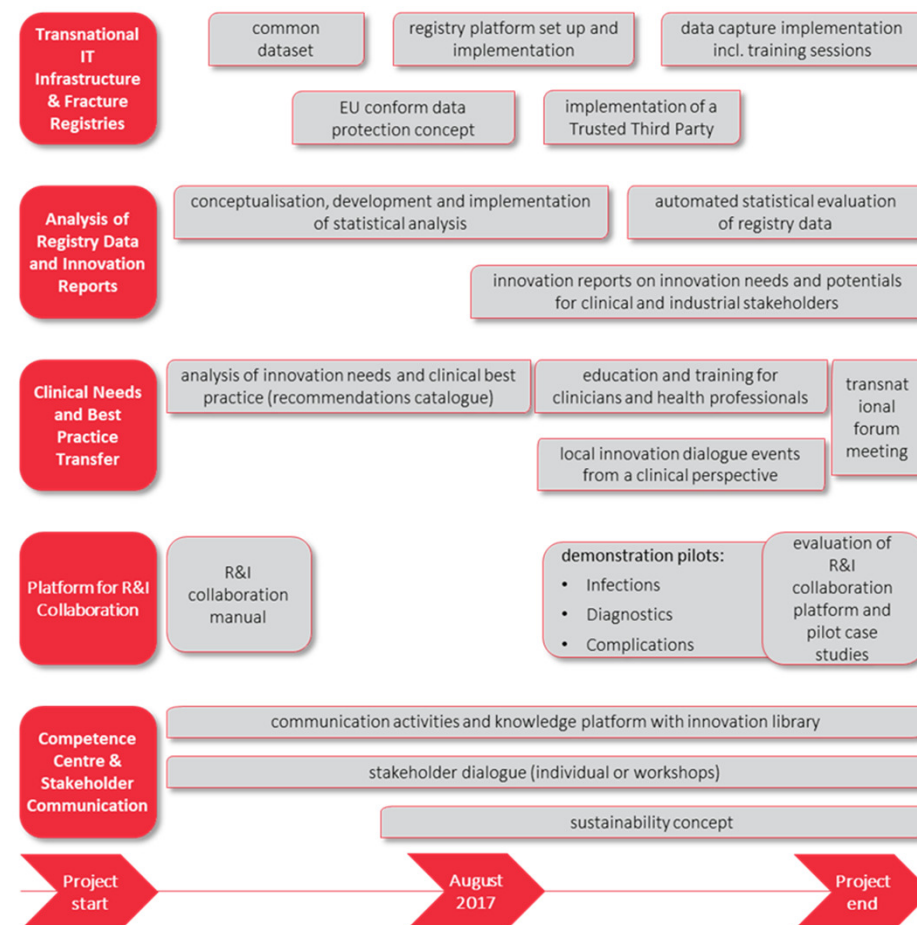 Transnational
IT
Infrastructure
& Fracture
Registries
common
dataset
registry platform set up and
implementation
data capture implementation
incl. training sessions
EU conform data
protection concept
implementation of a
Trusted Third Party
Analysis of
Registry Data
and Innovation
Reports
conceptualisation, development and implementation
of statistical analysis
automated statistical evaluation
of registry data
innovation reports on innovation needs and potentials
for clinical and industrial stakeholders
Clinical Needs
and Best
Practice
Transfer
analysis of innovation needs and clinical best
practice (recommendations catalogue)
education and training for
clinicians and health professionals
transnat
ional
forum
meeting
local innovation dialogue events
from a clinical perspective
Platform for R&I
Collaboration
R&I
collaboration
manual
demonstration pilots:
• Infections
• Diagnostics
• Complications
evaluation of
R&I
collaboration
platform and
pilot case
studies
Competence
Centre &
Stakeholder
Communication
communication activities and knowledge platform with innovation library
stakeholder dialogue (individual or workshops)
sustainability concept
Project
start
August
2017
Project
end